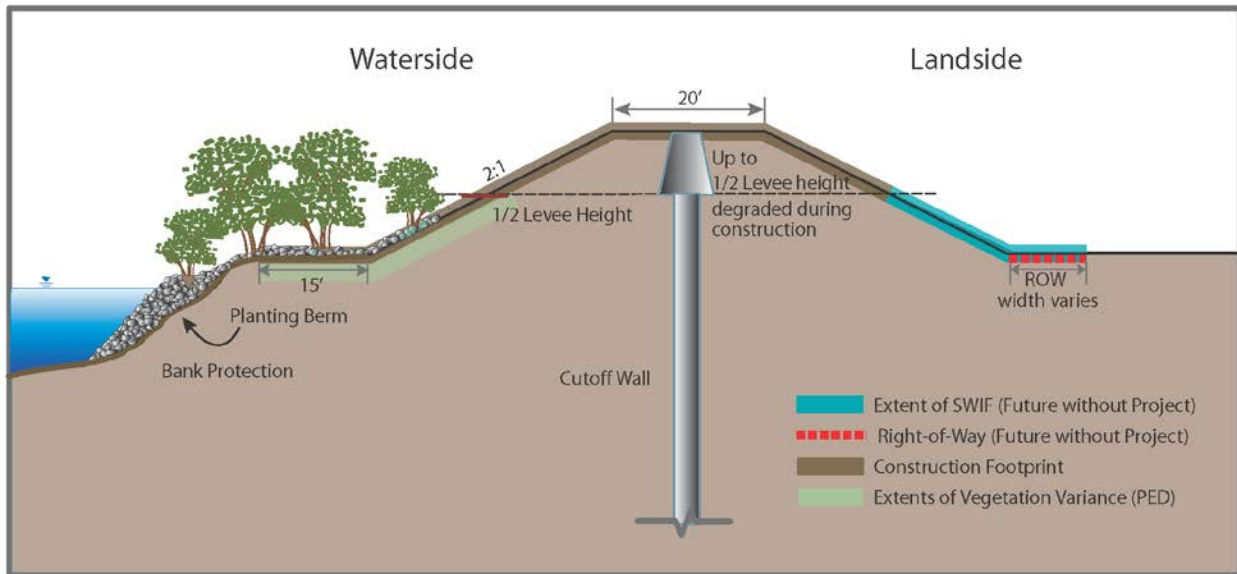 Waterside
Landside
20'
2:1
Up to
1/2 Levee height
degraded during
construction
1/2 Levee Height
15'
Planting Berm
Bank Protection
ROW
width varies
Cutoff Wall
Extent of SWIF (Future without Project)
Right-of-Way (Future without Project)
Construction Footprint
Extents of Vegetation Variance (PED)